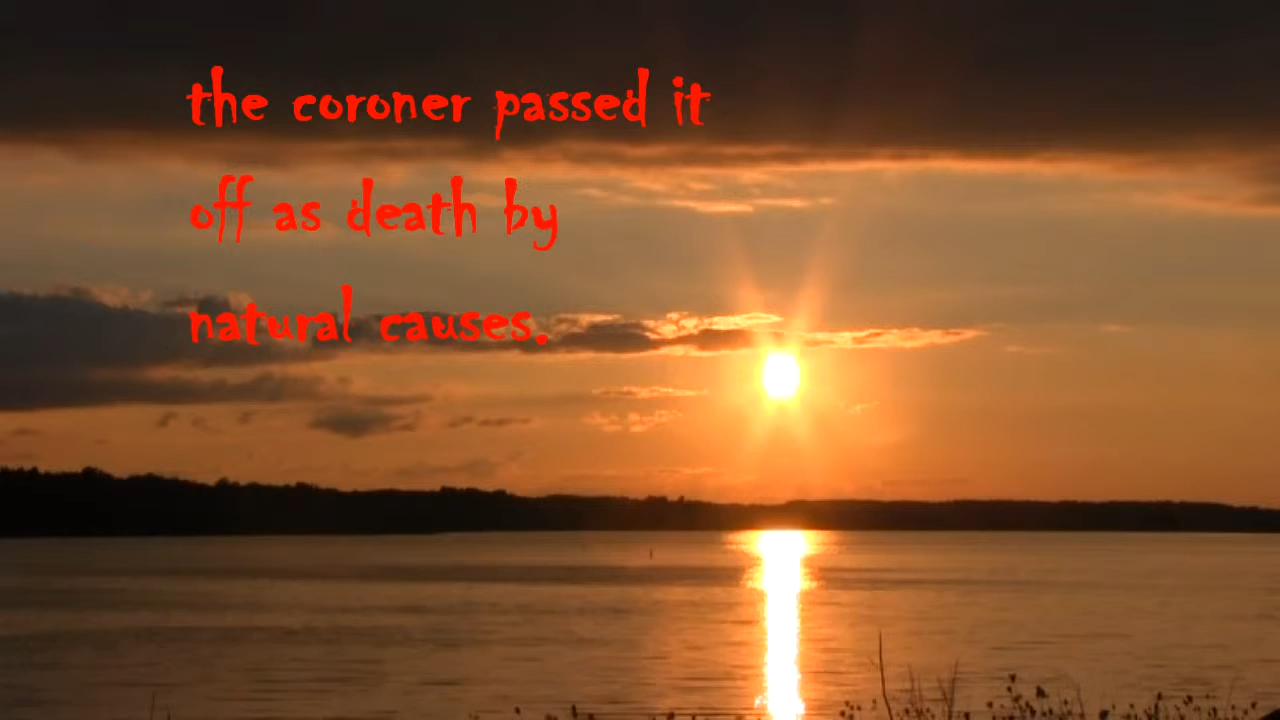 the coroner passed it
off as death by
natural causes.